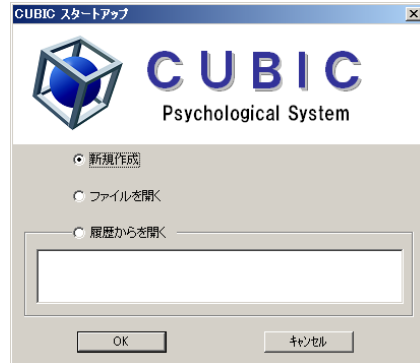 CUBIC スタートアップ
CUBIC
Psychological System
新規作成
ファイルを開く
履歴からを開く
OK
キャンセル